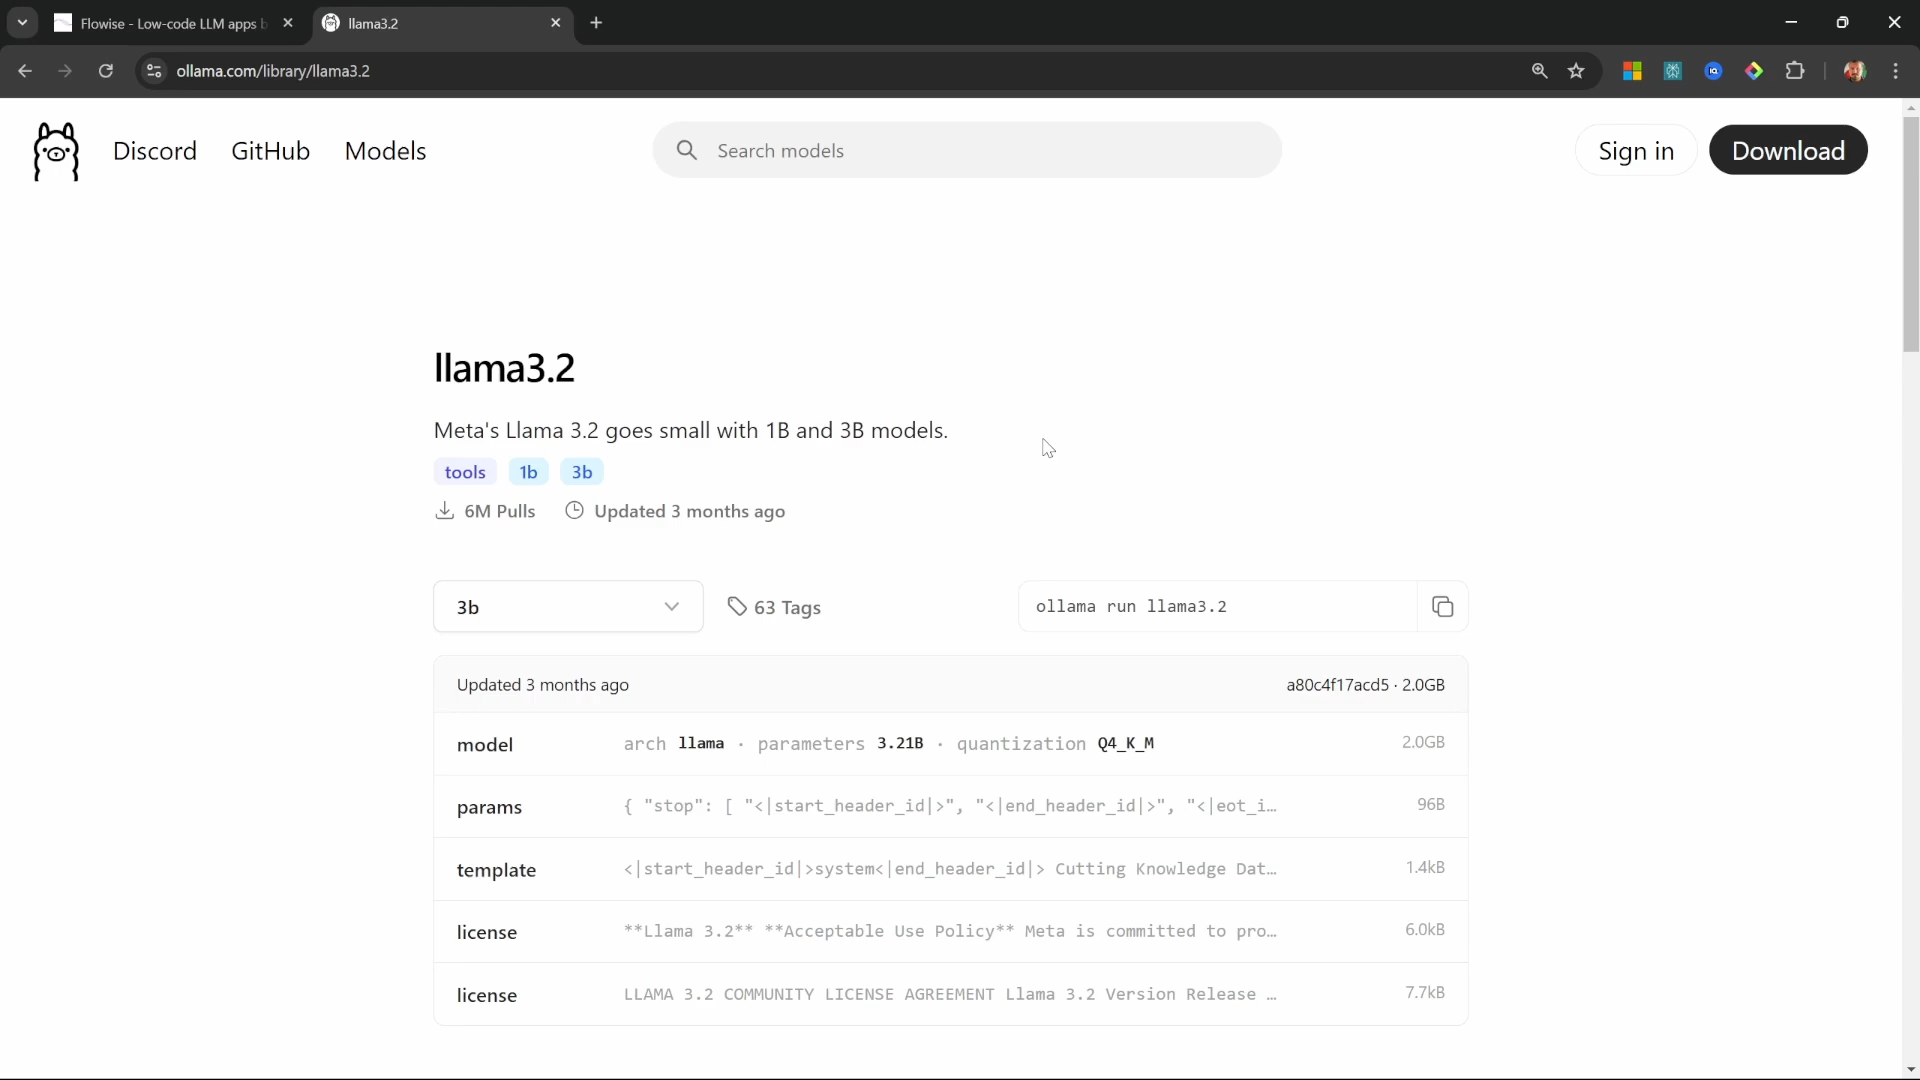 Flowise - Low-code LLM apps b
llama3.2
ollama.com/library/llama3.2
Discord GitHub Models Search models Sign in Download
llama3.2
Meta's Llama 3.2 goes small with 1B and 3B models.
tools 1b 3b
6M Pulls Updated 3 months ago
3b 63 Tags ollama run llama3.2
Updated 3 months ago a80c4f17acd5 · 2.0GB
model arch llama · parameters 3.21B · quantization Q4_K_M 2.0GB
params { "stop": [ "<|start_header_id|>", "<|end_header_id|>", "<|eot_i… 96B
template <|start_header_id|>system<|end_header_id|> Cutting Knowledge Dat… 1.4kB
license **Llama 3.2** **Acceptable Use Policy** Meta is committed to pro… 6.0kB
license LLAMA 3.2 COMMUNITY LICENSE AGREEMENT Llama 3.2 Version Release … 7.7kB